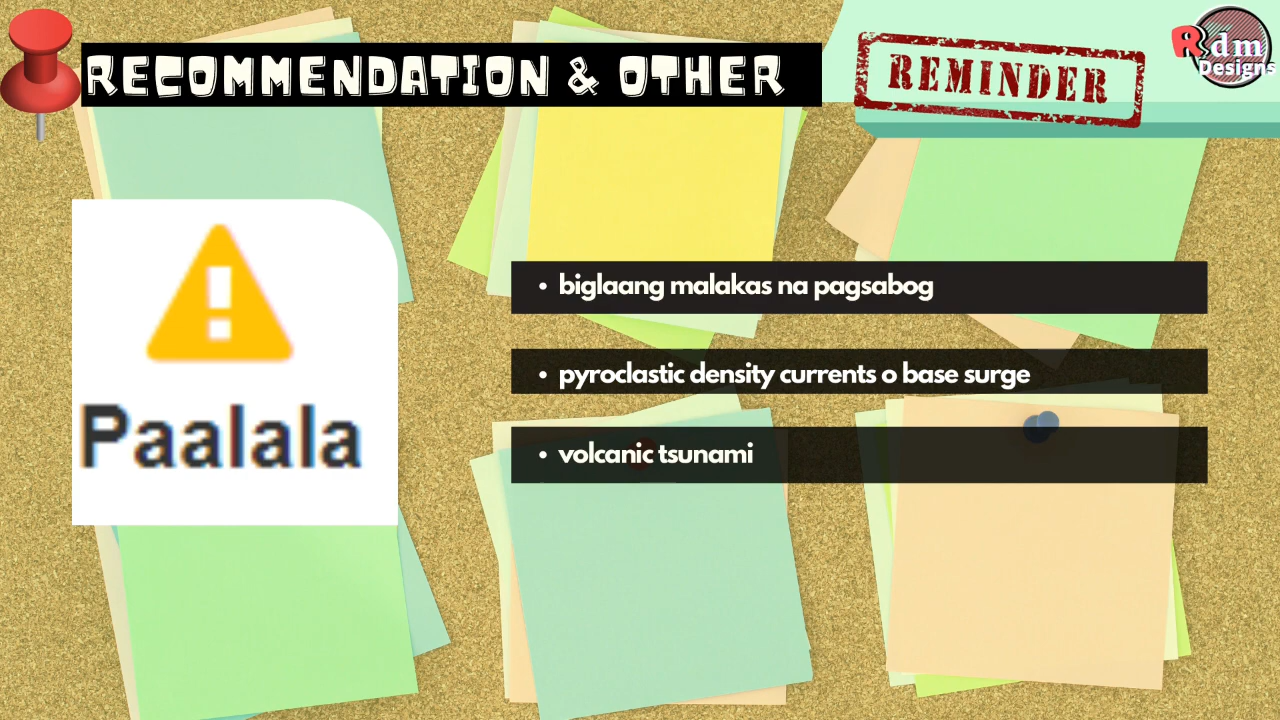 RECOMMENDATION & OTHER
REMINDER
Rdm
Designs
Paalala
• biglaang malakas na pagsabog
• pyroclastic density currents o base surge
• volcanic tsunami